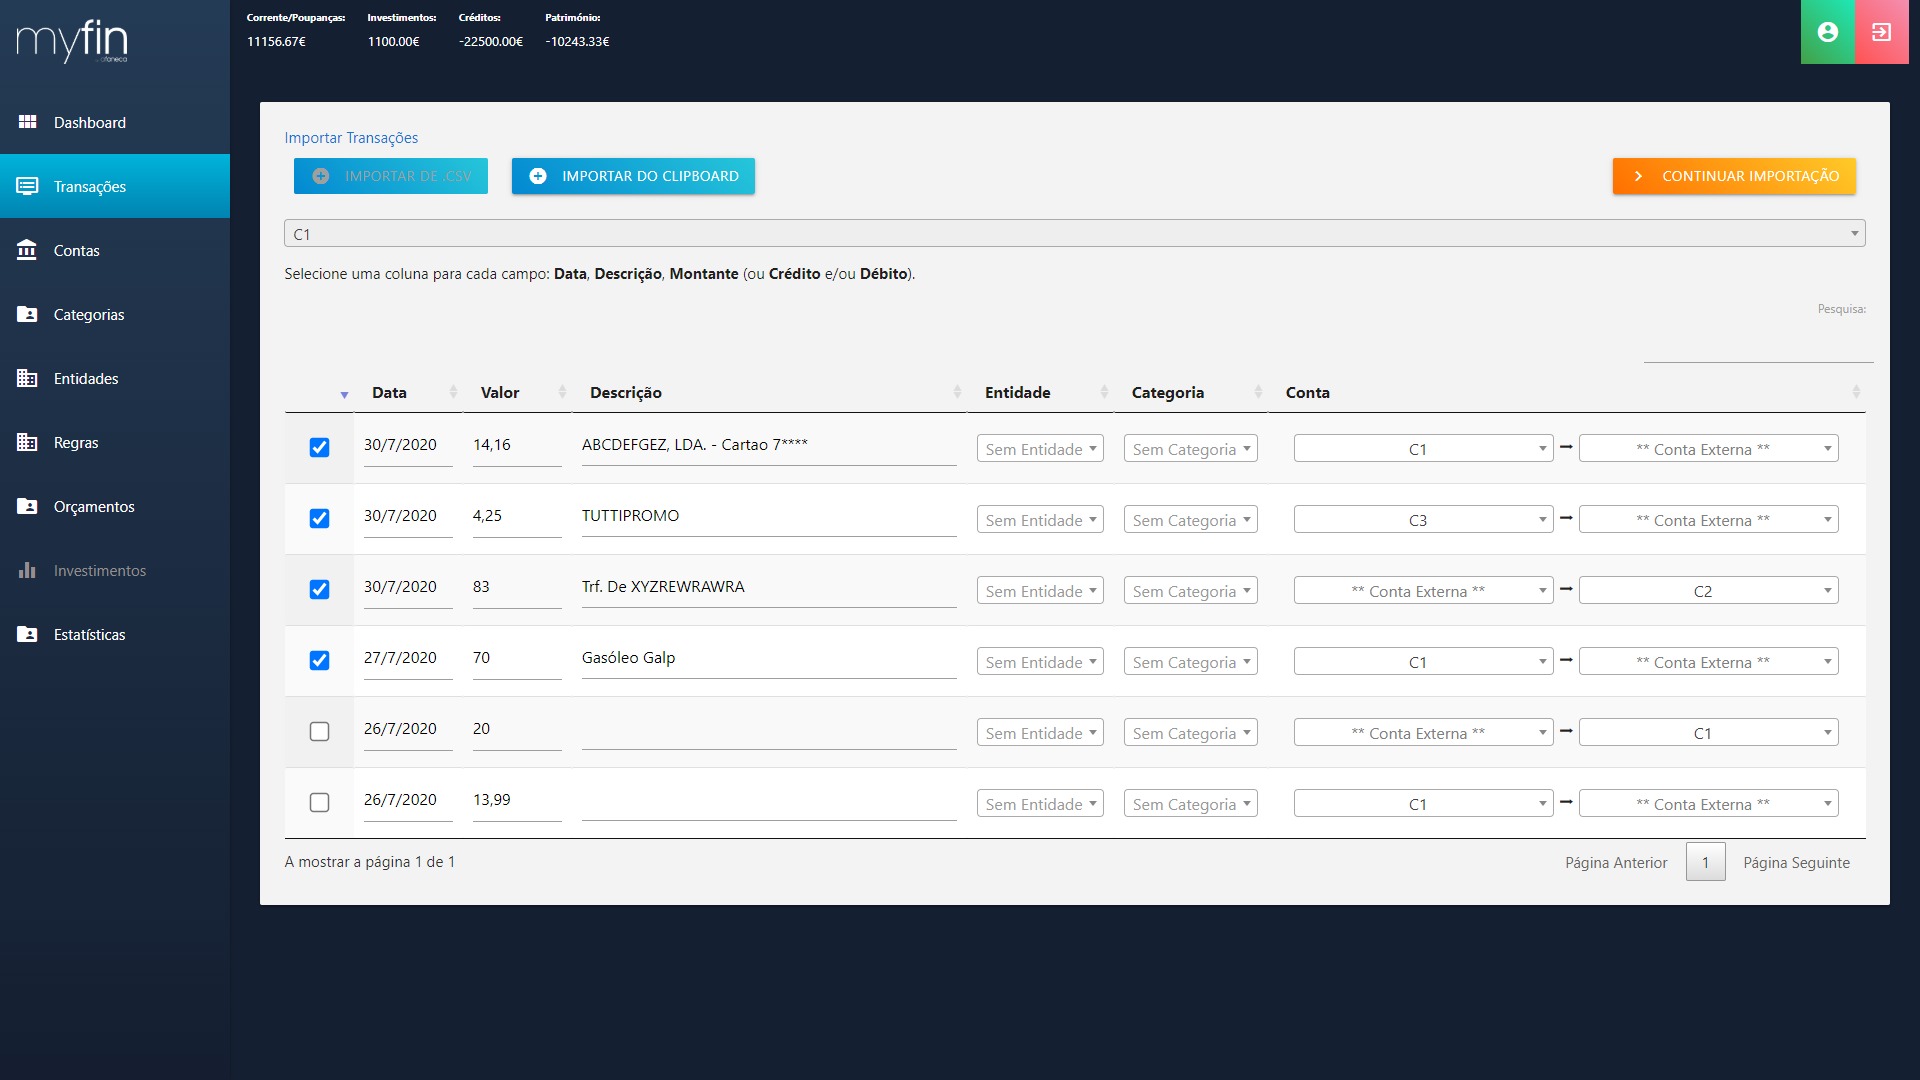 myfin
Corrente/Poupanças: Investimentos: Créditos: Património:
11156.67€ 1100.00€ -22500.00€ -10243.33€
Dashboard
Transações
Contas
Categorias
Entidades
Regras
Orçamentos
Investimentos
Estatísticas
Importar Transações
IMPORTAR DE .CSV IMPORTAR DO CLIPBOARD CONTINUAR IMPORTAÇÃO
C1
Selecione uma coluna para cada campo: Data, Descrição, Montante (ou Crédito e/ou Débito).
Pesquisa:
Data Valor Descrição Entidade Categoria Conta
30/7/2020 14,16 ABCDEFGEZ, LDA. - Cartao 7**** Sem Entidade Sem Categoria C1 ** Conta Externa **
30/7/2020 4,25 TUTTIPROMO Sem Entidade Sem Categoria C3 ** Conta Externa **
30/7/2020 83 Trf. De XYZREWRAWRA Sem Entidade Sem Categoria ** Conta Externa ** C2
27/7/2020 70 Gasóleo Galp Sem Entidade Sem Categoria C1 ** Conta Externa **
26/7/2020 20 Sem Entidade Sem Categoria ** Conta Externa ** C1
26/7/2020 13,99 Sem Entidade Sem Categoria C1 ** Conta Externa **
A mostrar a página 1 de 1 Página Anterior 1 Página Seguinte